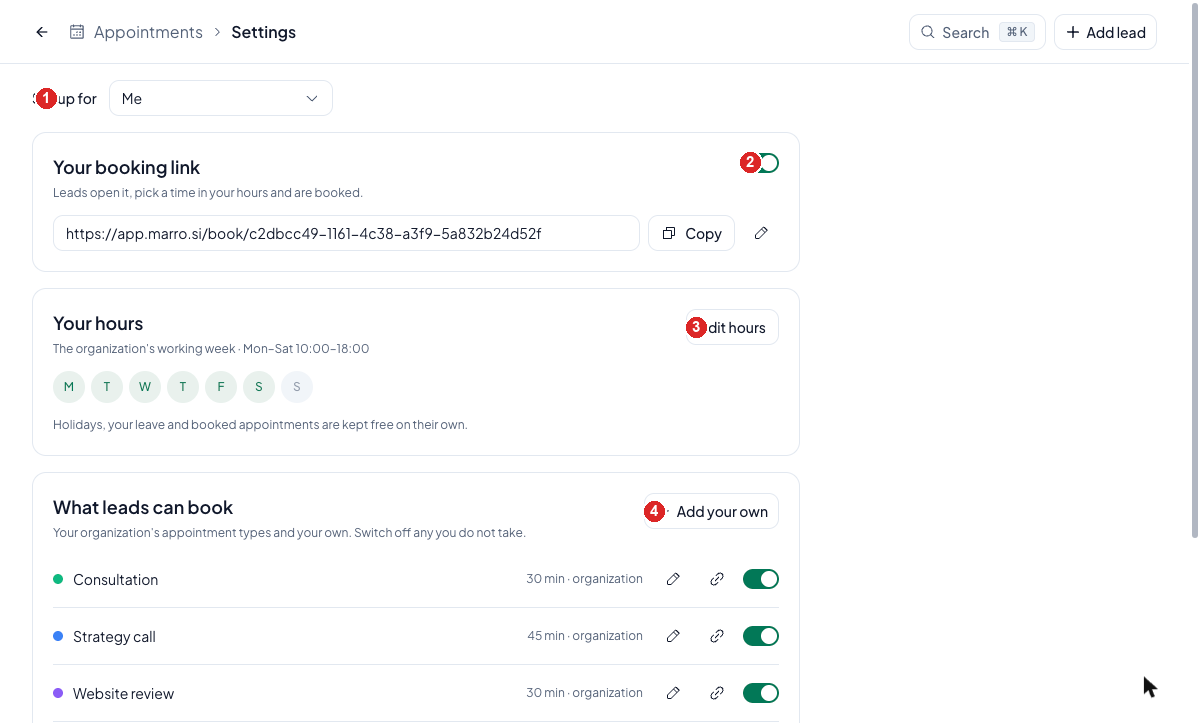 Appointments > Settings
Search ⌘ K
+ Add lead
1 up for
Me
Your booking link
2
Leads open it, pick a time in your hours and are booked.
https://app.marro.si/book/c2dbcc49-1161-4c38-a3f9-5a832b24d52f
Copy
Your hours
3 dit hours
The organization's working week · Mon–Sat 10:00–18:00
M T W T F S S
Holidays, your leave and booked appointments are kept free on their own.
What leads can book
4 Add your own
Your organization's appointment types and your own. Switch off any you do not take.
Consultation
30 min · organization
Strategy call
45 min · organization
Website review
30 min · organization